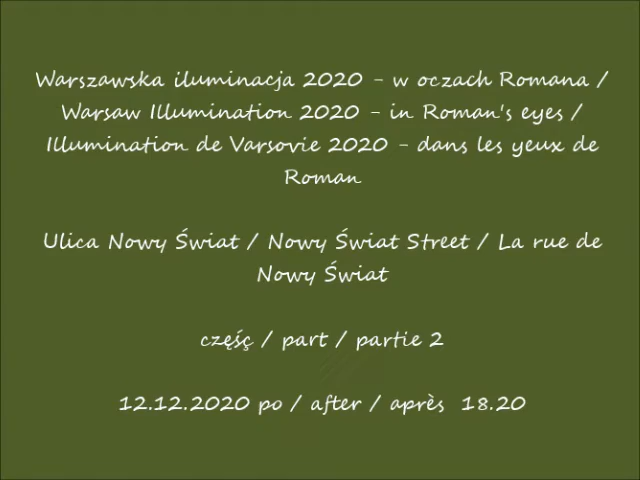 Warszawska iluminacja 2020 - w oczach Romana /
Warsaw Illumination 2020 - in Roman's eyes /
Illumination de Varsovie 2020 - dans les yeux de
Roman
Ulica Nowy Świat / Nowy Świat Street / La rue de
Nowy Świat
częśç / part / partie 2
12.12.2020 po / after / après 18.20